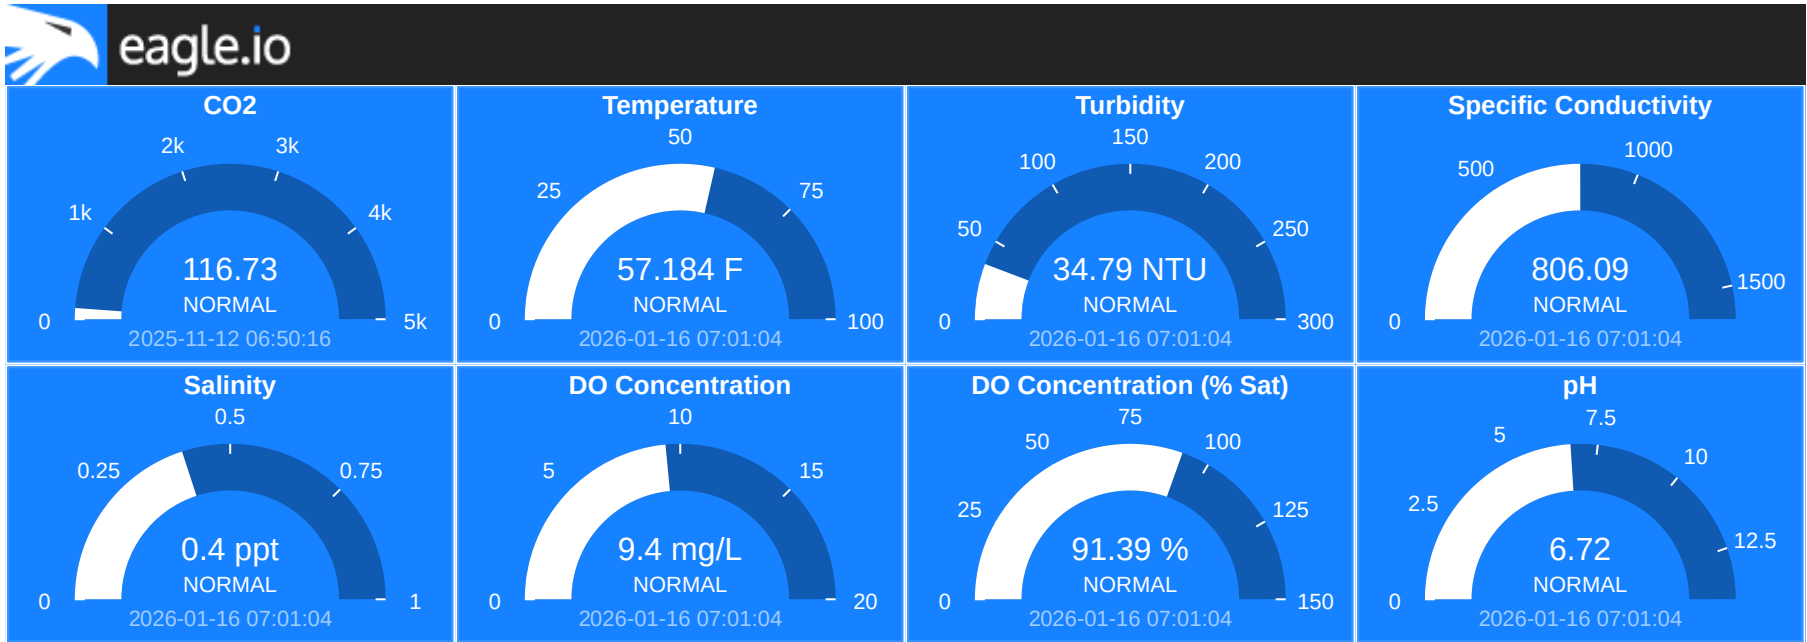 eagle.io
CO2
2k
3k
1k
4k
116.73
NORMAL
0
5k
2025-11-12 06:50:16
Temperature
50
25
75
57.184 F
NORMAL
0
100
2026-01-16 07:01:04
Turbidity
150
100
200
50
250
34.79 NTU
NORMAL
0
300
2026-01-16 07:01:04
Specific Conductivity
1000
500
806.09
1500
NORMAL
0
2026-01-16 07:01:04
Salinity
0.5
0.25
0.75
0.4 ppt
NORMAL
0
1
2026-01-16 07:01:04
DO Concentration
10
5
15
9.4 mg/L
NORMAL
0
20
2026-01-16 07:01:04
DO Concentration (% Sat)
75
50
100
25
125
91.39 %
NORMAL
0
150
2026-01-16 07:01:04
pH
7.5
5
10
2.5
12.5
6.72
NORMAL
0
2026-01-16 07:01:04